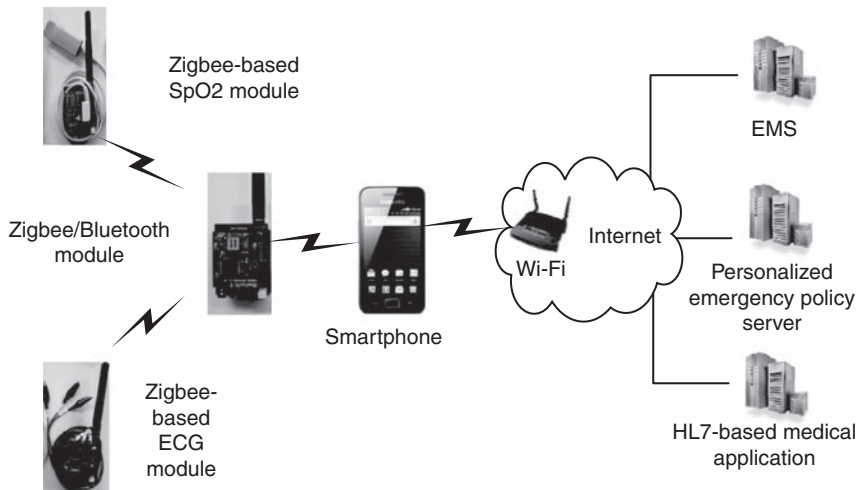 Zigbee-based
SpO2 module
EMS
Zigbee/Bluetooth
module
Smartphone
Wi-Fi
Internet
Personalized
emergency policy
server
Zigbee-
based
ECG
module
HL7-based medical
application